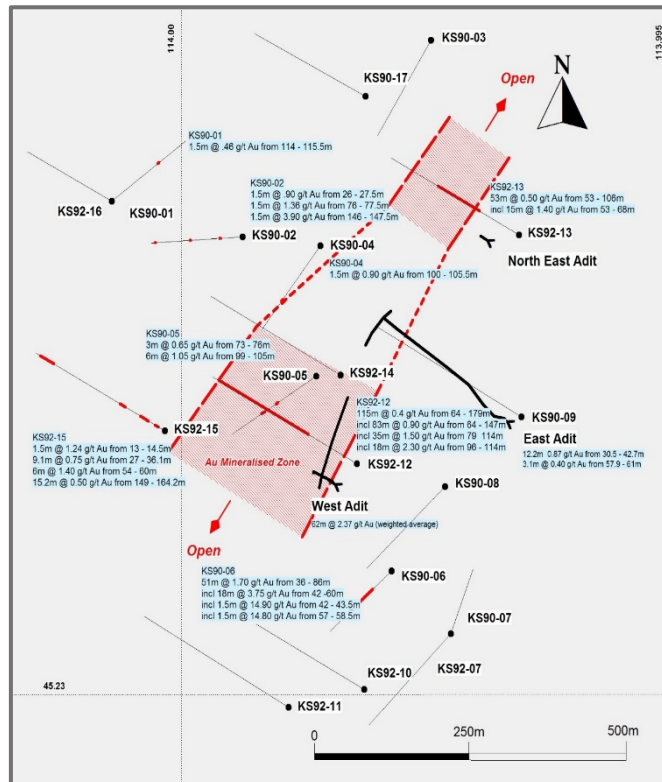 114.00
113.995
KS90-03
KS90-17
Open
N
KS90-01
1.5m @ .46 g/t Au from 114 - 115.5m
KS90-02
1.5m @ .90 g/t Au from 26 - 27.5m
1.5m @ 1.36 g/t Au from 76 - 77.5m
1.5m @ 3.90 g/t Au from 146 - 147.5m
KS92-13
53m @ 0.50 g/t Au from 53 - 106m
incl 15m @ 1.40 g/t Au from 53 - 68m
KS92-16
KS90-01
KS90-02
KS90-04
KS92-13
North East Adit
KS90-04
1.5m @ 0.90 g/t Au from 100 - 105.5m
KS90-05
3m @ 0.65 g/t Au from 73 - 76m
6m @ 1.05 g/t Au from 99 - 105m
KS90-05
KS92-14
KS92-12
115m @ 0.4 g/t Au from 64 - 179m
incl 83m @ 0.90 g/t Au from 64 - 147m
incl 35m @ 1.50 g/t Au from 79 114m
incl 18m @ 2.30 g/t Au from 96 - 114m
KS90-09
East Adit
12.2m 0.87 g/t Au from 30.5 - 42.7m
3.1m @ 0.40 g/t Au from 57.9 - 61m
KS92-15
KS92-15
1.5m @ 1.24 g/t Au from 13 - 14.5m
9.1m @ 0.75 g/t Au from 27 - 36.1m
6m @ 1.40 g/t Au from 54 - 60m
15.2m @ 0.50 g/t Au from 149 - 164.2m
Au Mineralised Zone
KS92-12
KS90-08
West Adit
62m @ 2.37 g/t Au (weighted average)
Open
KS90-06
51m @ 1.70 g/t Au from 36 - 86m
incl 18m @ 3.75 g/t Au from 42 -60m
incl 1.5m @ 14.90 g/t Au from 42 - 43.5m
incl 1.5m @ 14.80 g/t Au from 57 - 58.5m
KS90-06
KS90-07
KS92-07
KS92-10
45.23
KS92-11
0
250m
500m